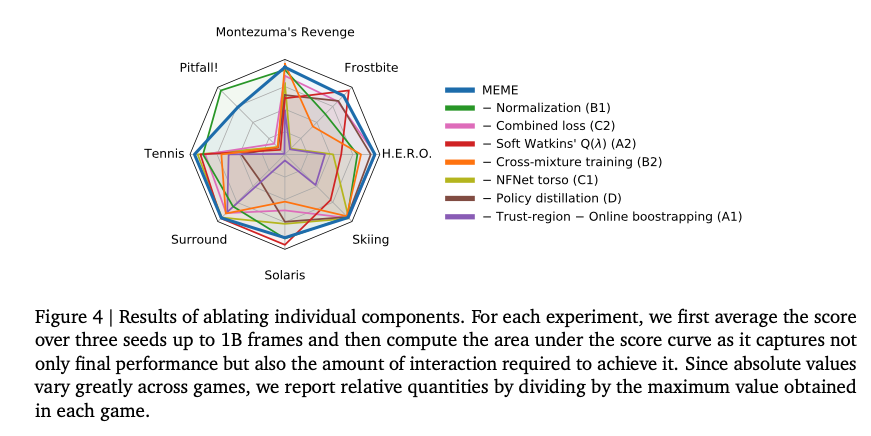 Montezuma's Revenge
Pitfall!
Frostbite
Tennis
H.E.R.O.
Surround
Skiing
Solaris
MEME
− Normalization (B1)
− Combined loss (C2)
− Soft Watkins' Q(λ) (A2)
− Cross-mixture training (B2)
− NFNet torso (C1)
− Policy distillation (D)
− Trust-region − Online boostrapping (A1)
Figure 4 | Results of ablating individual components. For each experiment, we first average the score
over three seeds up to 1B frames and then compute the area under the score curve as it captures not
only final performance but also the amount of interaction required to achieve it. Since absolute values
vary greatly across games, we report relative quantities by dividing by the maximum value obtained
in each game.